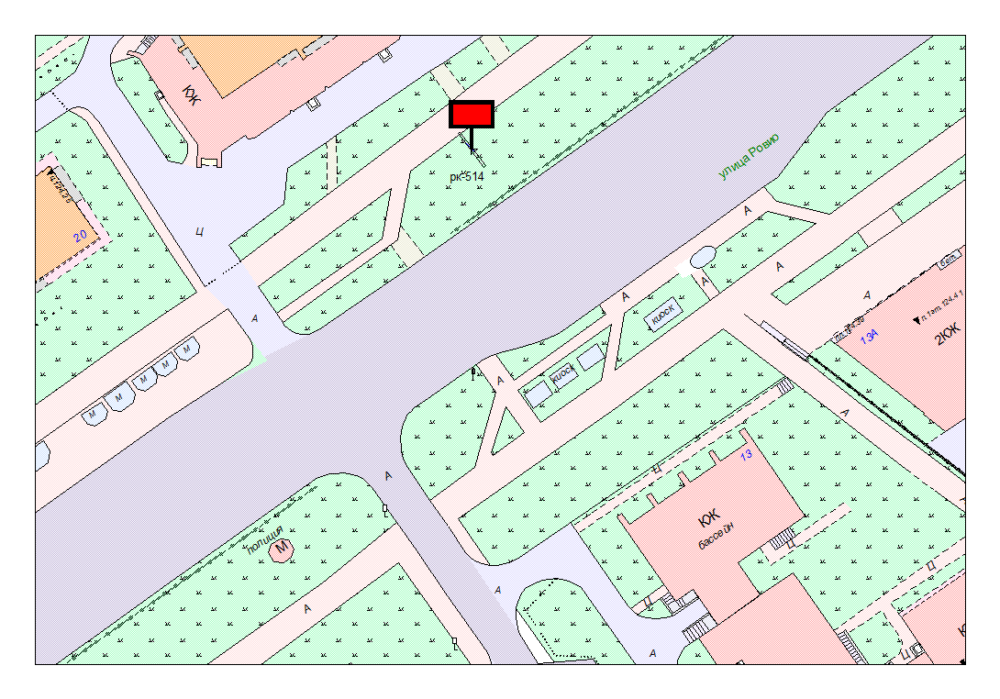 КЖ
улица Ровио
рк-514
20
Ц
А
А
А
А
А
А
М
М
М
М
М
киоск
киоск
А
А
А
13А
2КЖ
Ц
13
КЖ
бассейн
Ц
полиция
М
А
А
Ц
Ц
А
Ц